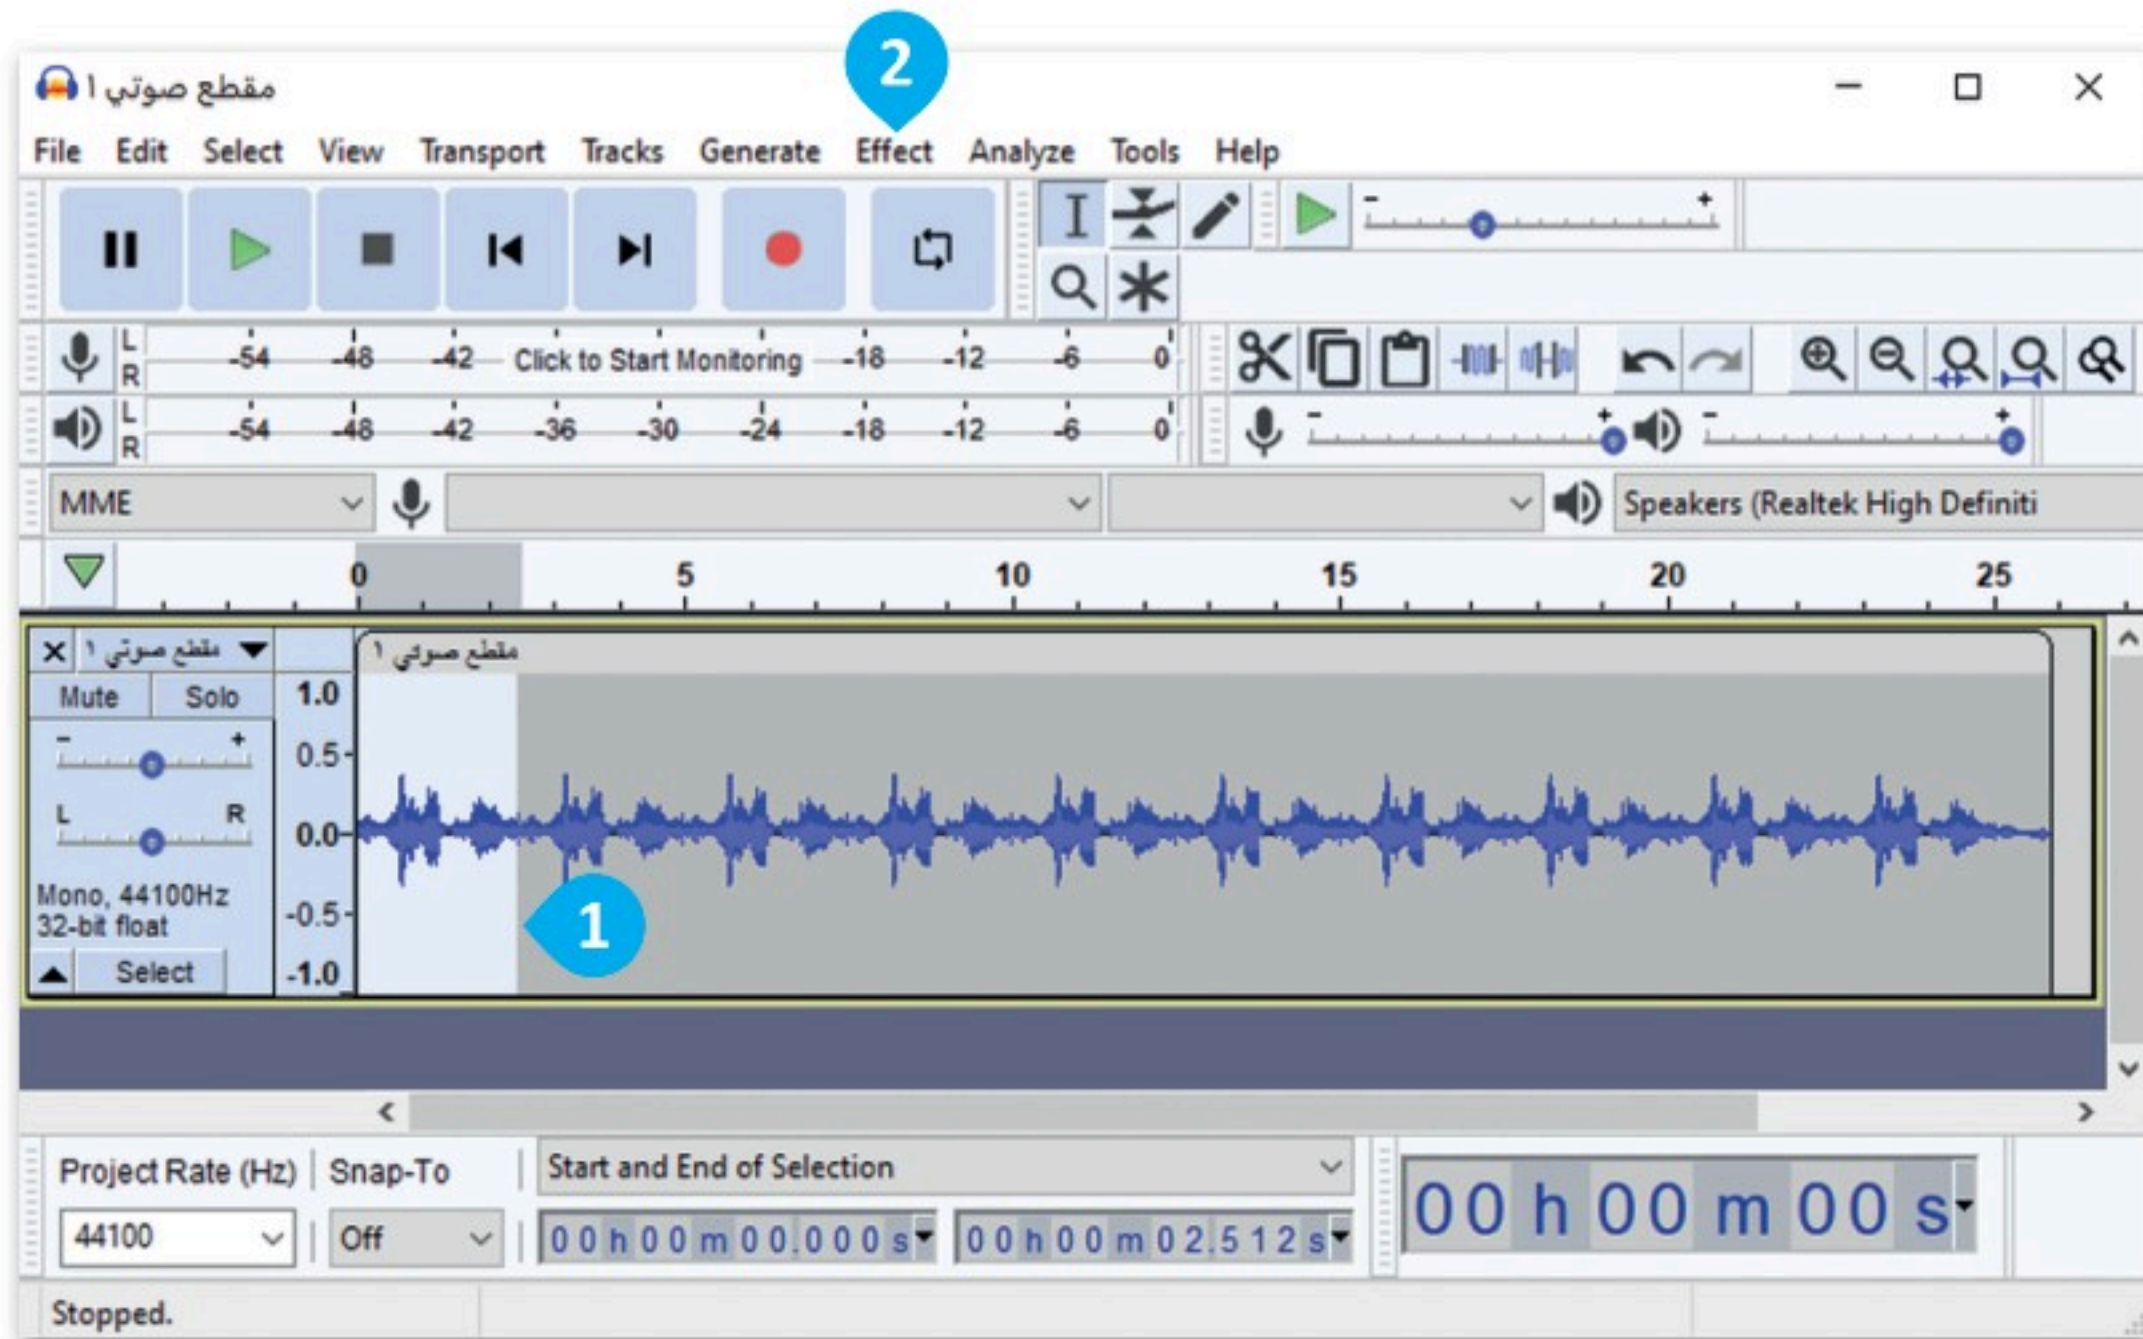 2
مقطع صوتي ١
File Edit Select View Transport Tracks Generate Effect Analyze Tools Help
- +
L R -54 -48 -42 Click to Start Monitoring -18 -12 -6 0
L R -54 -48 -42 -36 -30 -24 -18 -12 -6 0
- + - +
MME Speakers (Realtek High Definiti
0 5 10 15 20 25
مقطع صوتي ١ مقطع صوتي ١
Mute Solo 1.0
- + 0.5
L R 0.0
Mono, 44100Hz -0.5 1
32-bit float
Select -1.0
Project Rate (Hz) Snap-To Start and End of Selection
44100 Off 00h00m00.000s 00h00m02.512s 00h00m00s
Stopped.